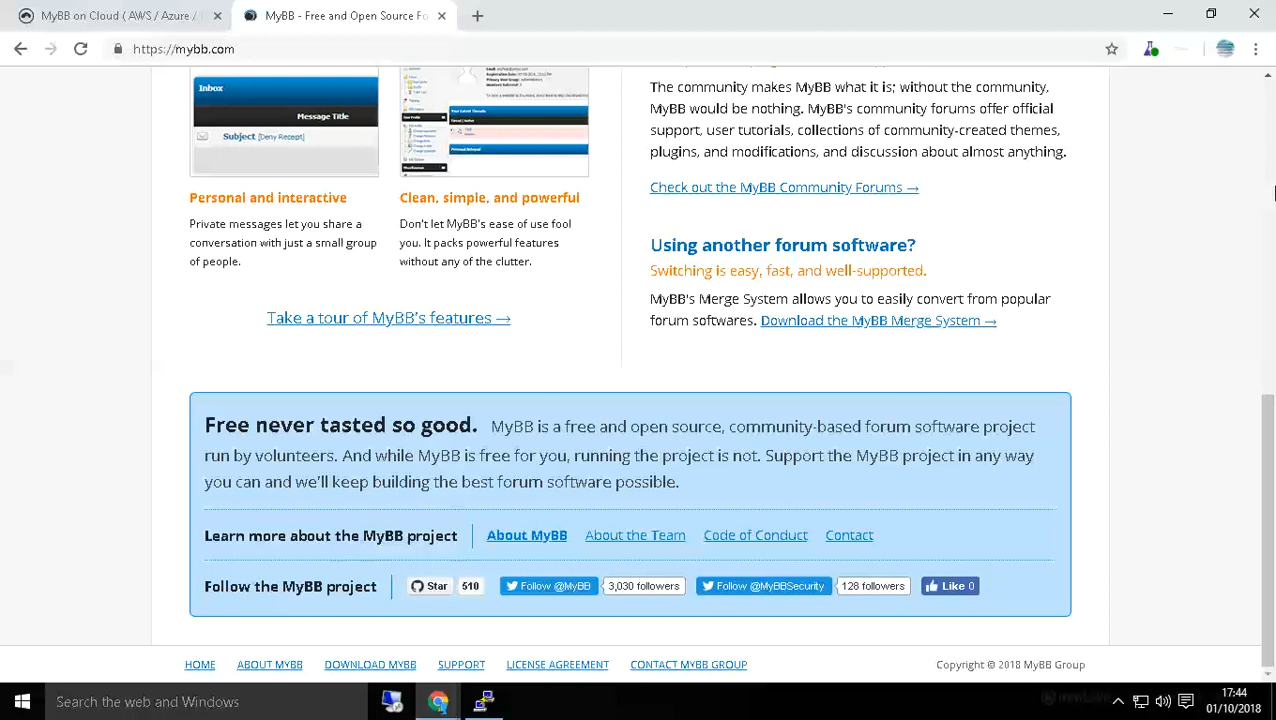 MyBB on Cloud (AWS / Azure /
MyBB - Free and Open Source Fo
https://mybb.com
Inbox
Message Title
Subject [Deny Receipt]
The community makes MyBB what it is; without the community,
MyBB would be nothing. MyBB's community forums offer official
support, user tutorials, collections of community-created themes,
plugins and modifications and discussion about almost anything.
Check out the MyBB Community Forums →
Personal and interactive
Clean, simple, and powerful
Private messages let you share a
conversation with just a small group
of people.
Don't let MyBB's ease of use fool
you. It packs powerful features
without any of the clutter.
Using another forum software?
Switching is easy, fast, and well-supported.
MyBB's Merge System allows you to easily convert from popular
forum softwares. Download the MyBB Merge System →
Take a tour of MyBB's features →
Free never tasted so good. MyBB is a free and open source, community-based forum software project
run by volunteers. And while MyBB is free for you, running the project is not. Support the MyBB project in any way
you can and we'll keep building the best forum software possible.
Learn more about the MyBB project About MyBB About the Team Code of Conduct Contact
Follow the MyBB project Star 510 Follow @MyBB 3,030 followers Follow @MyBBSecurity 128 followers Like 0
HOME ABOUT MYBB DOWNLOAD MYBB SUPPORT LICENSE AGREEMENT CONTACT MYBB GROUP Copyright © 2018 MyBB Group
Search the web and Windows
17:44
01/10/2018